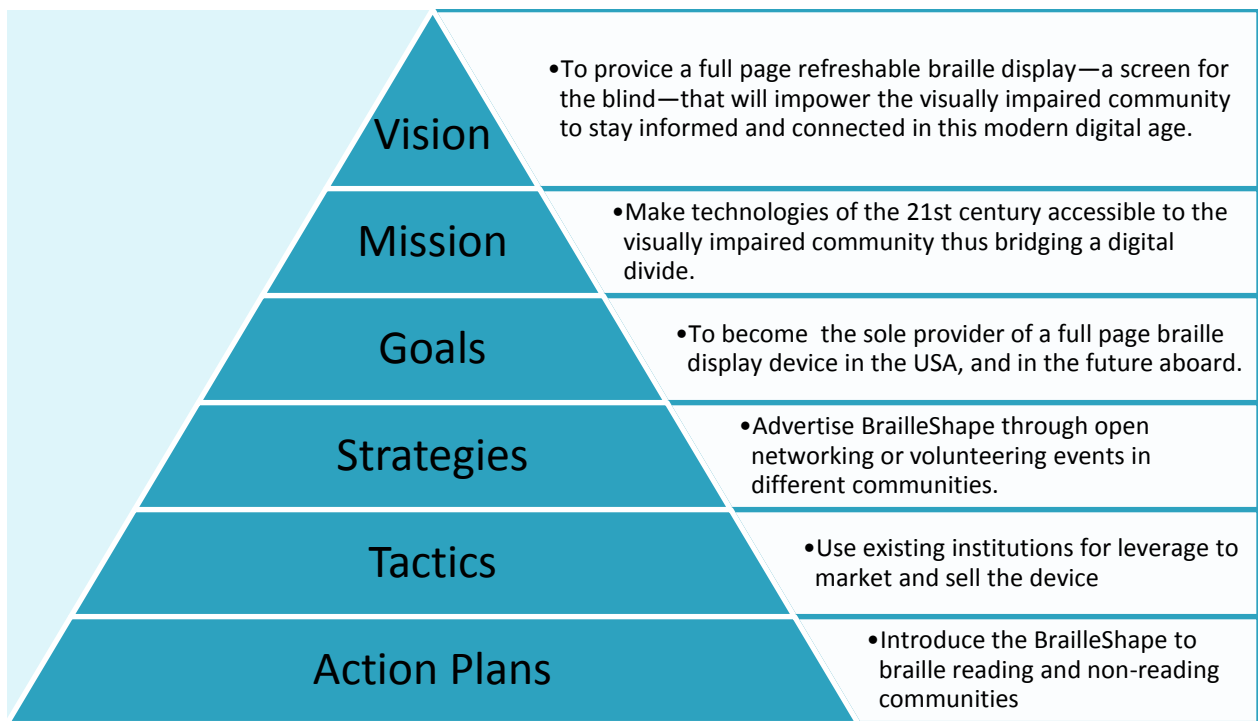 Vision
•To provice a full page refreshable braille display—a screen for
the blind—that will impower the visually impaired community
to stay informed and connected in this modern digital age.
Mission
•Make technologies of the 21st century accessible to the
visually impaired community thus bridging a digital
divide.
Goals
•To become  the sole provider of a full page braille
display device in the USA, and in the future aboard.
Strategies
•Advertise BrailleShape through open
networking or volunteering events in
different communities.
Tactics
•Use existing institutions for leverage to
market and sell the device
Action Plans
•Introduce the BrailleShape to
braille reading and non-reading
communities